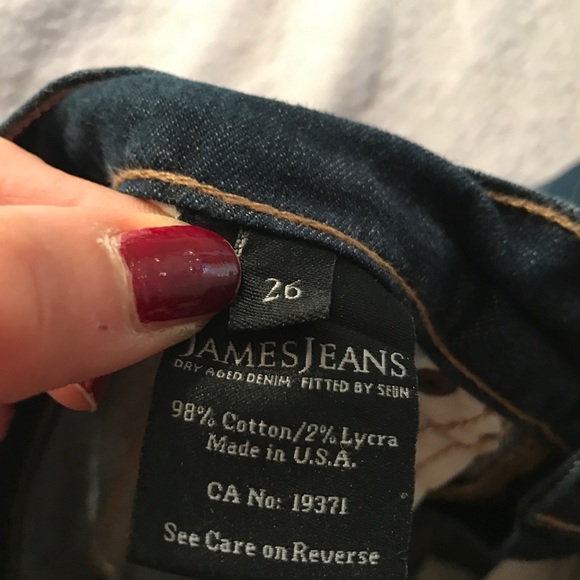 26
JAMES JEANS
DRY AGED DENIM FITTED BY SEUN
98% Cotton/2% Lycra
Made in U.S.A.
CA No: 19371
See Care on Reverse